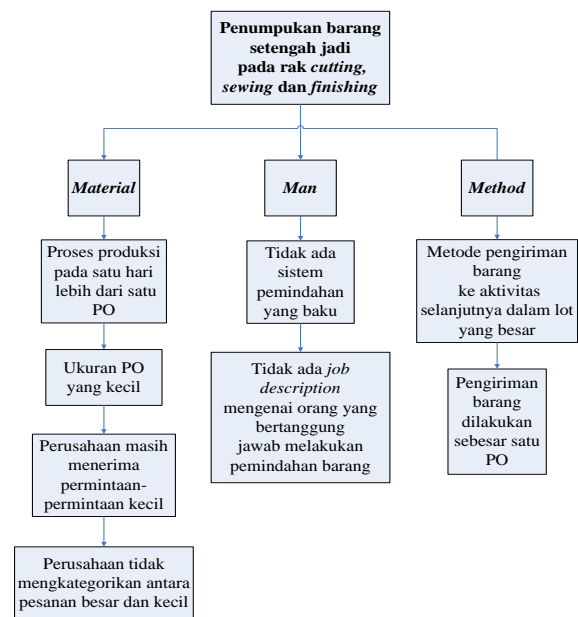 Penumpukan barang
setengah jadi
pada rak cutting,
sewing dan finishing
Material
Man
Method
Proses produksi
pada satu hari
lebih dari satu
PO
Ukuran PO
yang kecil
Perusahaan masih
menerima
permintaan-
permintaan kecil
Perusahaan tidak
mengkategorikan antara
pesanan besar dan kecil
Tidak ada
sistem
pemindahan
yang baku
Tidak ada job
description
mengenai orang yang
bertanggung
jawab melakukan
pemindahan barang
Metode pengiriman
barang
ke aktivitas
selanjutnya dalam lot
yang besar
Pengiriman
barang
dilakukan
sebesar satu
PO